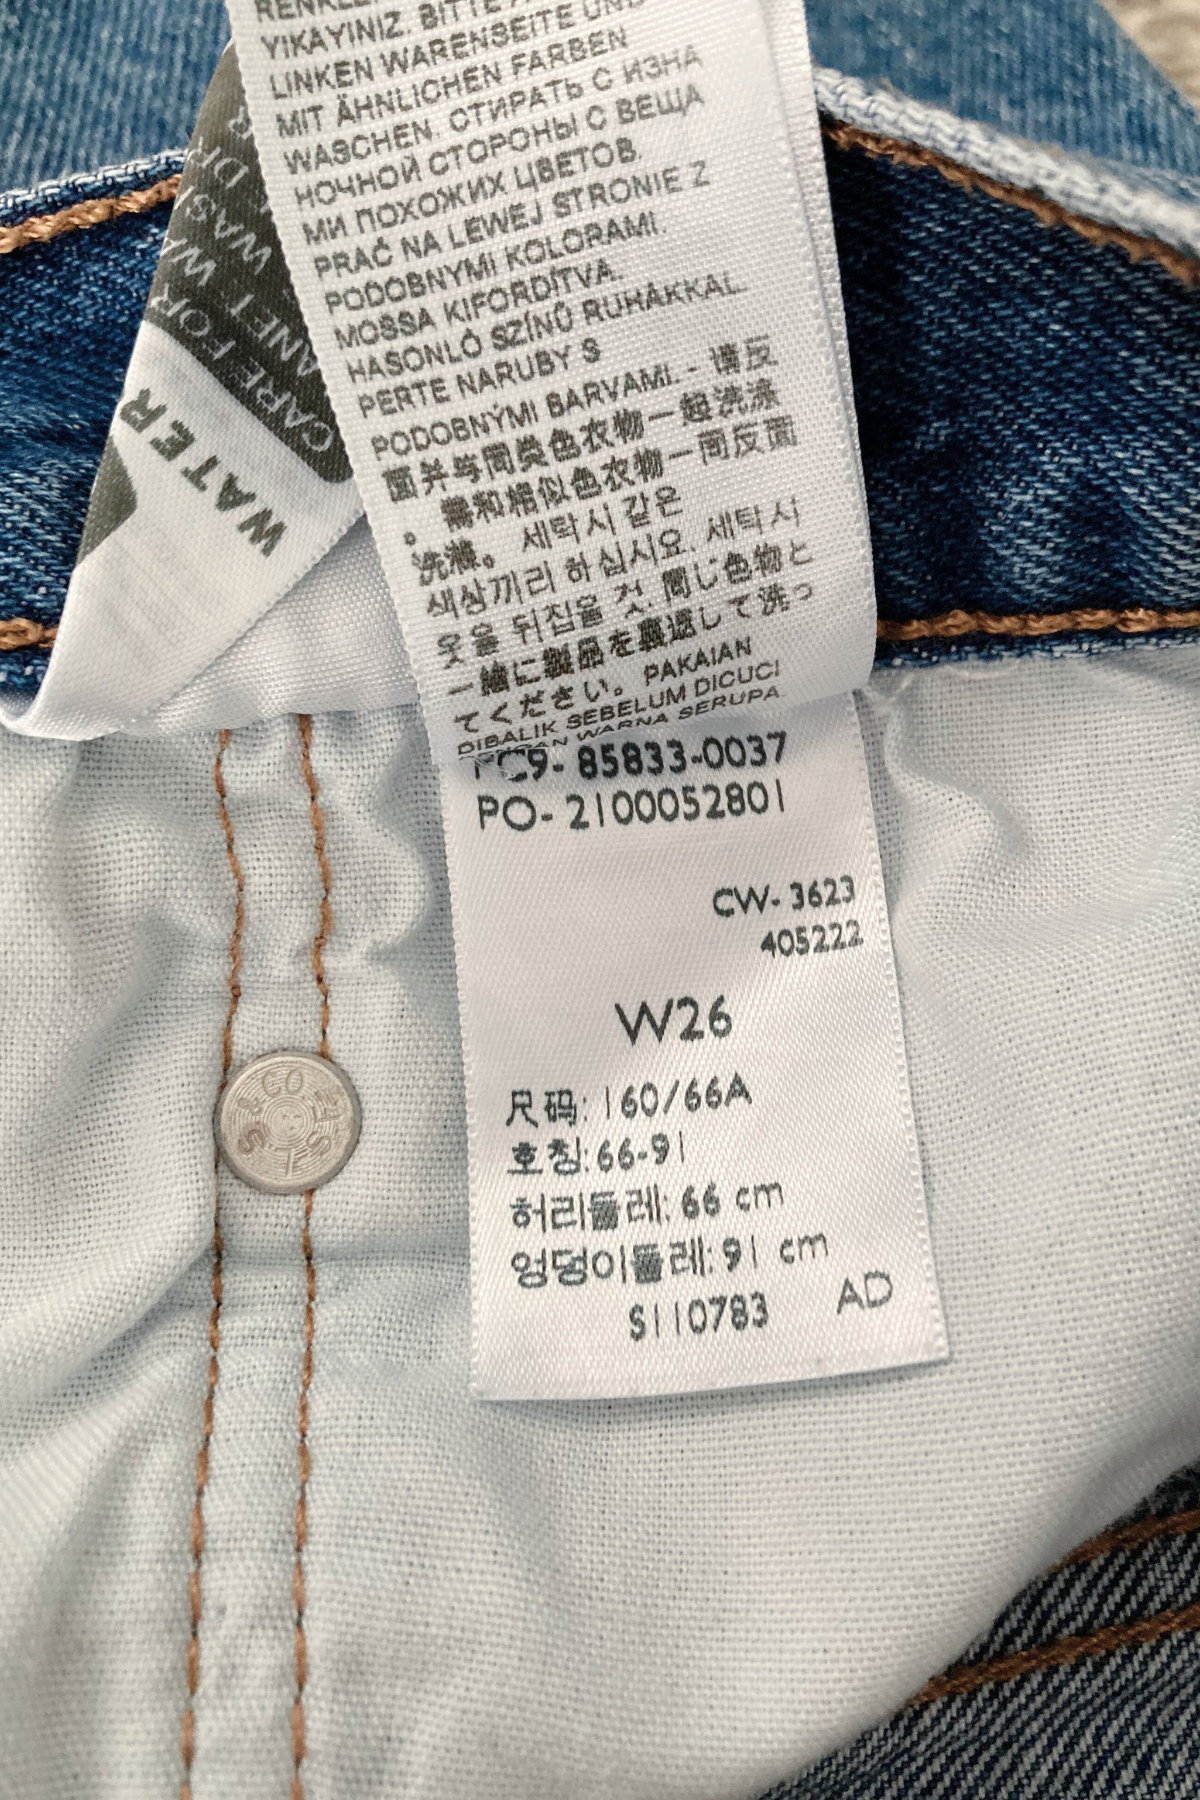 YIKAYINIZ. BITTE
LINKEN WARENSEITE UND
MIT ÄHNLICHEN FARBEN
WASCHEN. СТИРАТЬ С ИЗНА
НОЧНОЙ СТОРОНЫ С ВЕЩА
МИ ПОХОЖИХ ЦВЕТОВ.
PRAĆ NA LEWEJ STRONIE Z
PODOBNYMI KOLORAMI.
MOSSA KIFORDÍTVA.
HASONLÓ SZÍNŰ RUHÁKKAL.
PERTE NARUBY S
PODOBNÝMI BARVAMI. - 请反
面并与同类色衣物一起洗涤
。需和相似色衣物一同反面
洗滌。 세탁시 같은
색상끼리 하십시요. 세탁시
옷을 뒤집을 것. 同じ色物と
一緒に製品を裏返して洗っ
てください。 PAKAIAN
DIBALIK SEBELUM DICUCI
DENGAN WARNA SERUPA.
PC9- 85833-0037
PO- 2100052801
CW- 3623
405222
W26
尺码: 160/66A
호칭: 66-91
허리둘레: 66 cm
엉덩이둘레: 91 cm
S110783 AD
WATER
CARE FOR